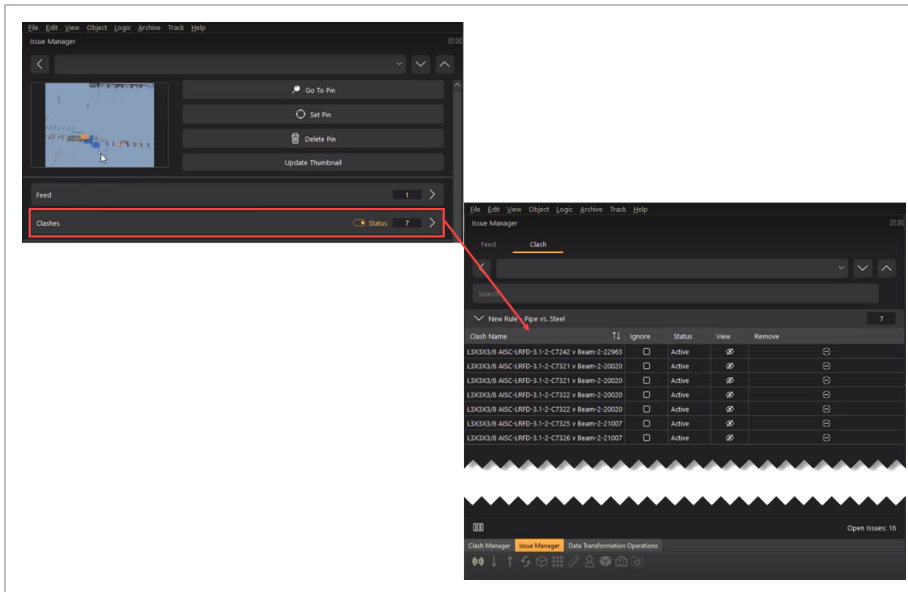 File Edit View Object Logic Archive Track Help
Issue Manager
Go To Pin
Set Pin
Delete Pin
Update Thumbnail
Feed 1
Clashes Status 7
File Edit View Object Logic Archive Track Help
Issue Manager
Feed Clash
Search
New Rule - Pipe vs. Steel 7
Clash Name Ignore Status View Remove
L3X3X3/8 AISC-LRFD-3.1-2-C7242 v Beam-2-22963 Active
L3X3X3/8 AISC-LRFD-3.1-2-C7321 v Beam-2-20020 Active
L3X3X3/8 AISC-LRFD-3.1-2-C7321 v Beam-2-20020 Active
L3X3X3/8 AISC-LRFD-3.1-2-C7322 v Beam-2-20020 Active
L3X3X3/8 AISC-LRFD-3.1-2-C7322 v Beam-2-20020 Active
L3X3X3/8 AISC-LRFD-3.1-2-C7325 v Beam-2-21007 Active
L3X3X3/8 AISC-LRFD-3.1-2-C7326 v Beam-2-21007 Active
Open Issues: 16
Clash Manager Issue Manager Data Transformation Operations